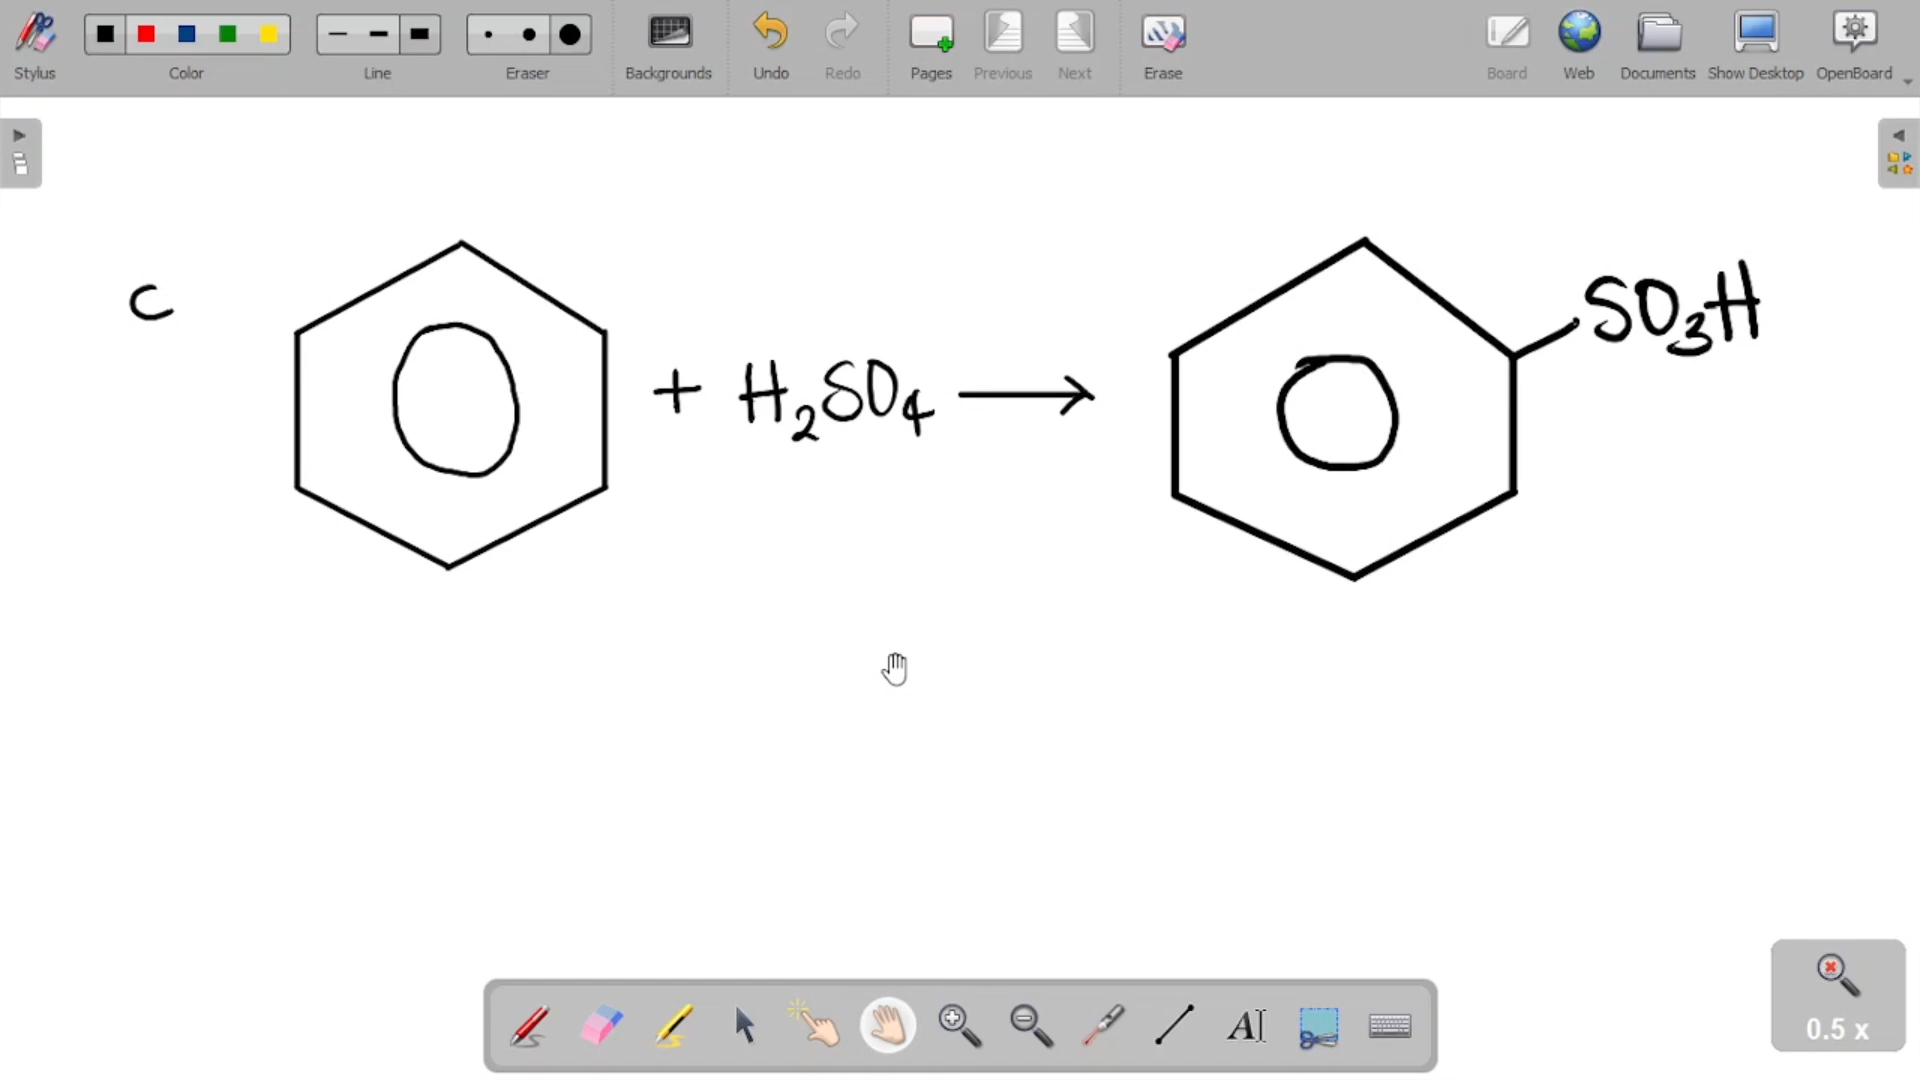 Stylus Color Line Eraser Backgrounds Undo Redo Pages Previous Next Erase Board Web Documents Show Desktop OpenBoard
C
SO₃H
+ H₂SO₄ ⟶
AI
0.5 x